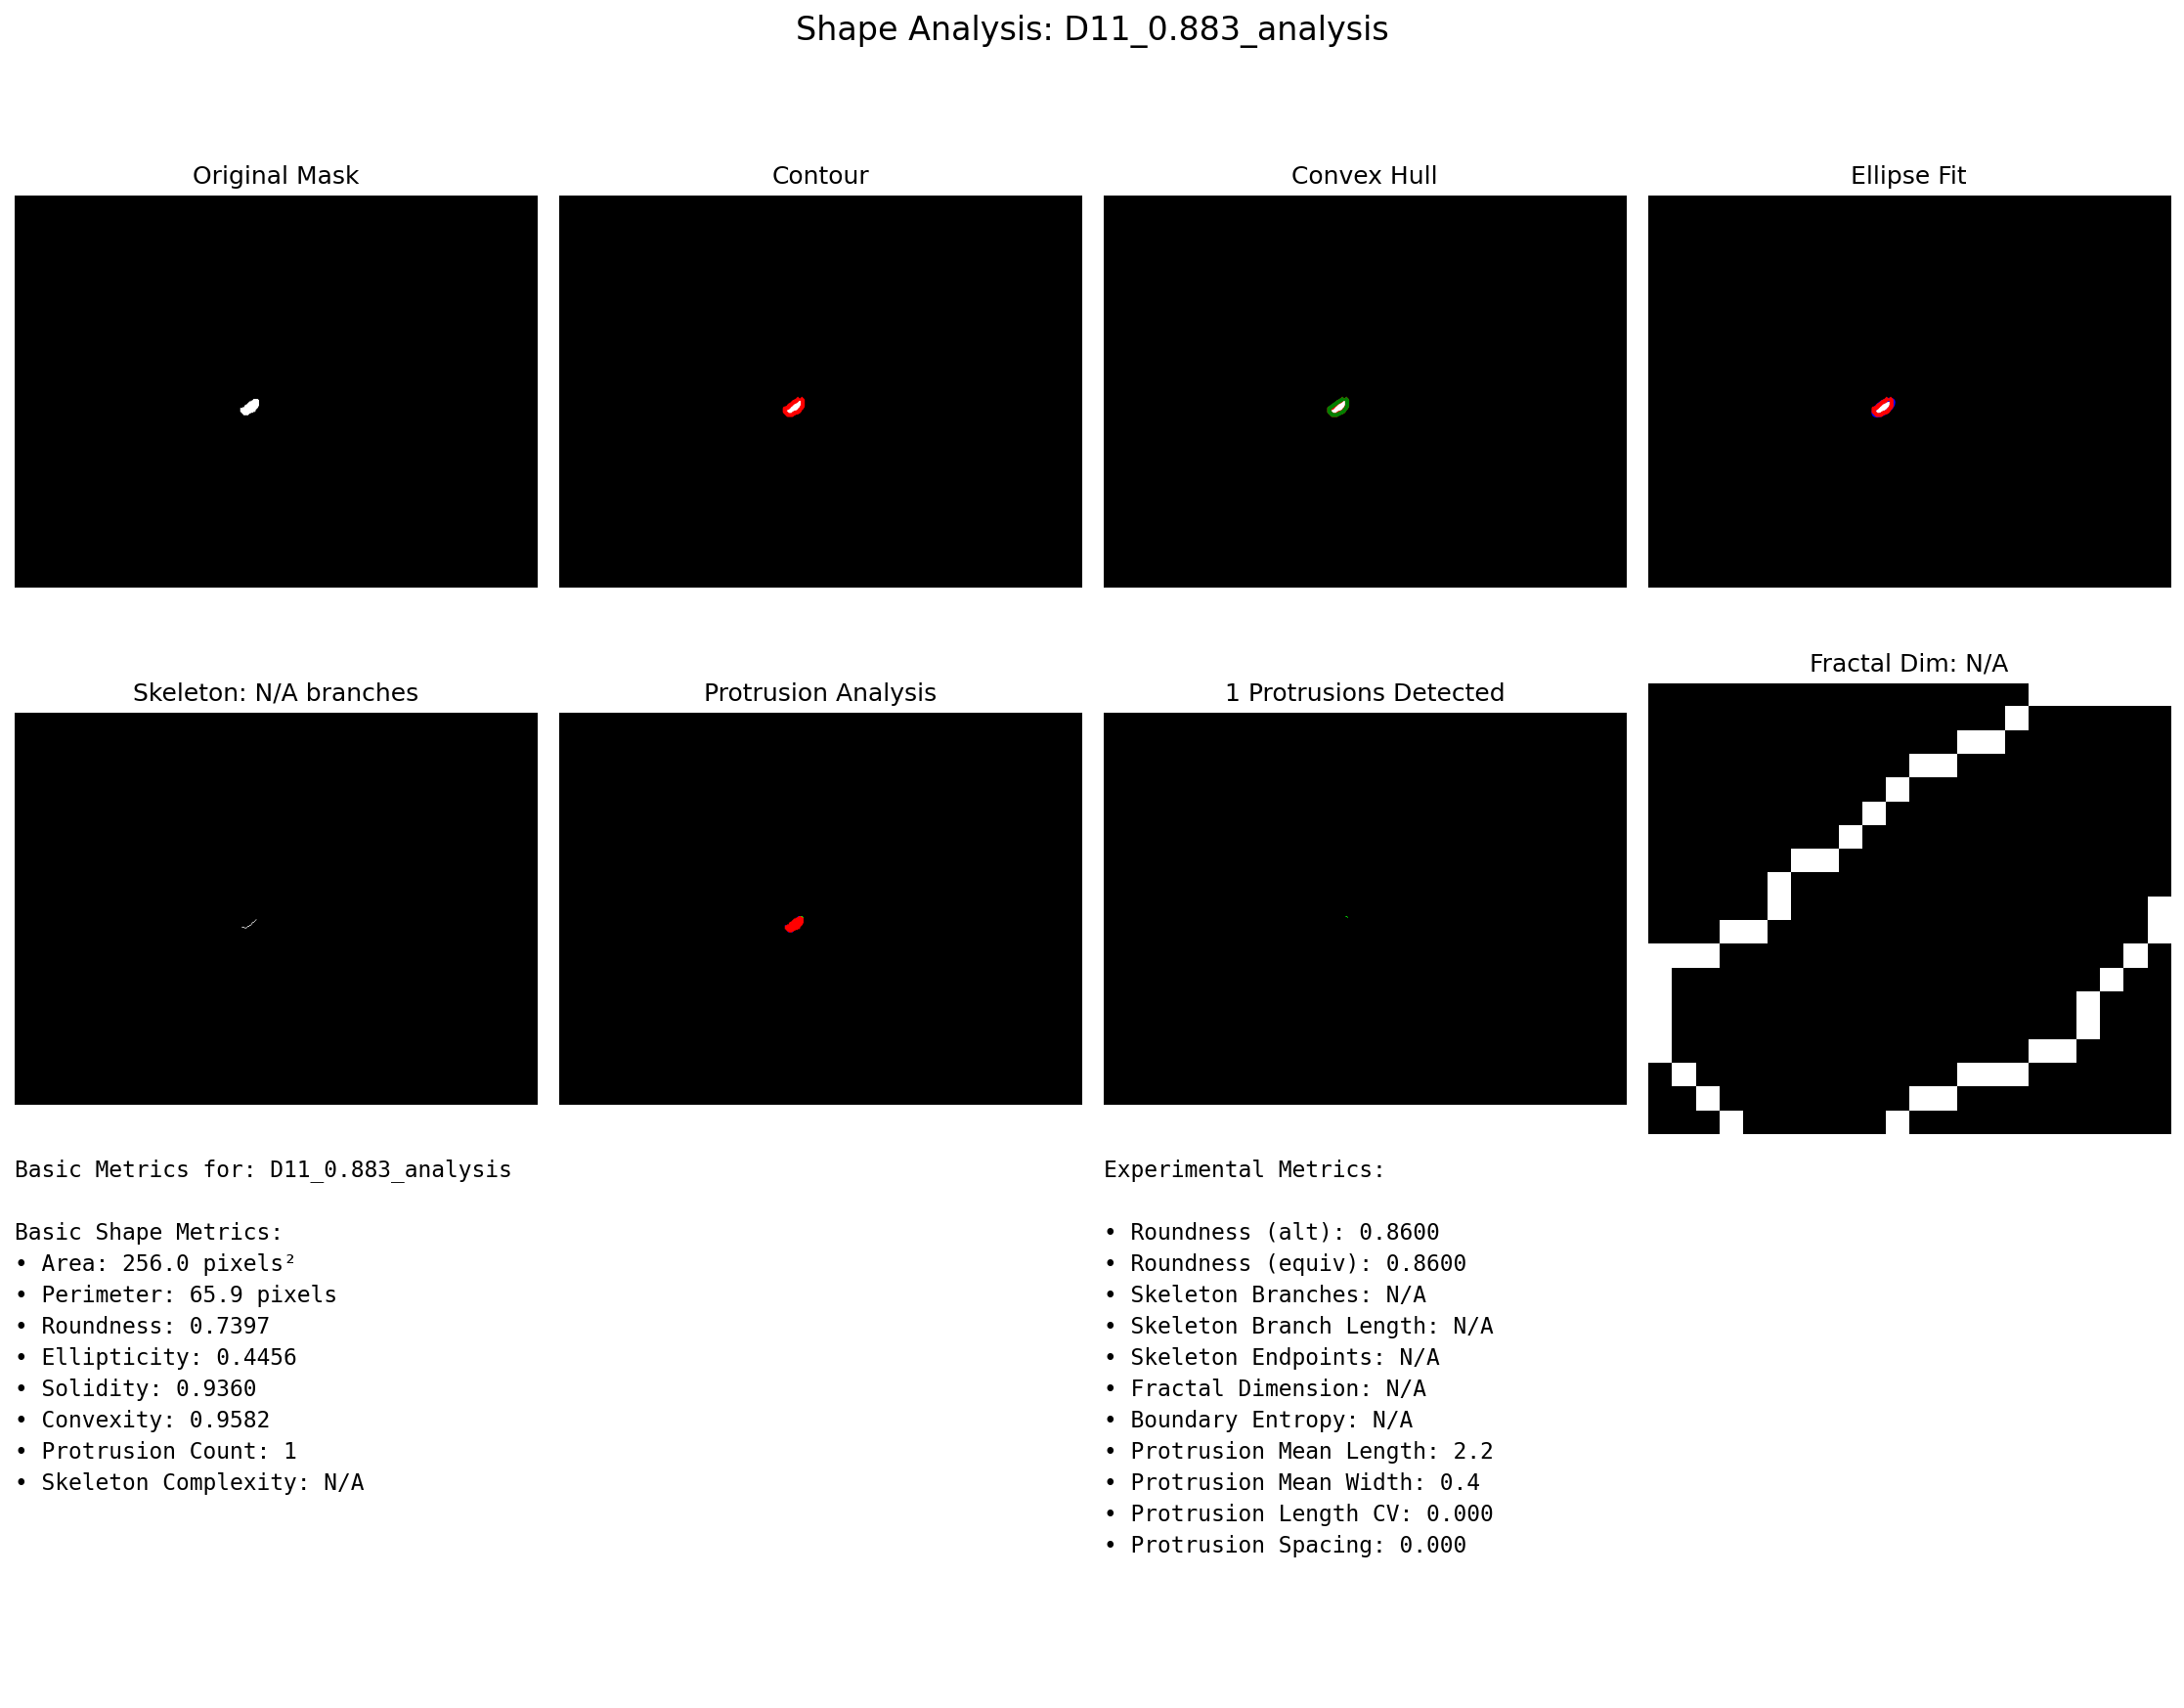 Shape Analysis: D11_0.883_analysis
Original Mask
Contour
Convex Hull
Ellipse Fit
Skeleton: N/A branches
Protrusion Analysis
1 Protrusions Detected
Fractal Dim: N/A
Basic Metrics for: D11_0.883_analysis
Basic Shape Metrics:
• Area: 256.0 pixels²
• Perimeter: 65.9 pixels
• Roundness: 0.7397
• Ellipticity: 0.4456
• Solidity: 0.9360
• Convexity: 0.9582
• Protrusion Count: 1
• Skeleton Complexity: N/A
Experimental Metrics:
• Roundness (alt): 0.8600
• Roundness (equiv): 0.8600
• Skeleton Branches: N/A
• Skeleton Branch Length: N/A
• Skeleton Endpoints: N/A
• Fractal Dimension: N/A
• Boundary Entropy: N/A
• Protrusion Mean Length: 2.2
• Protrusion Mean Width: 0.4
• Protrusion Length CV: 0.000
• Protrusion Spacing: 0.000